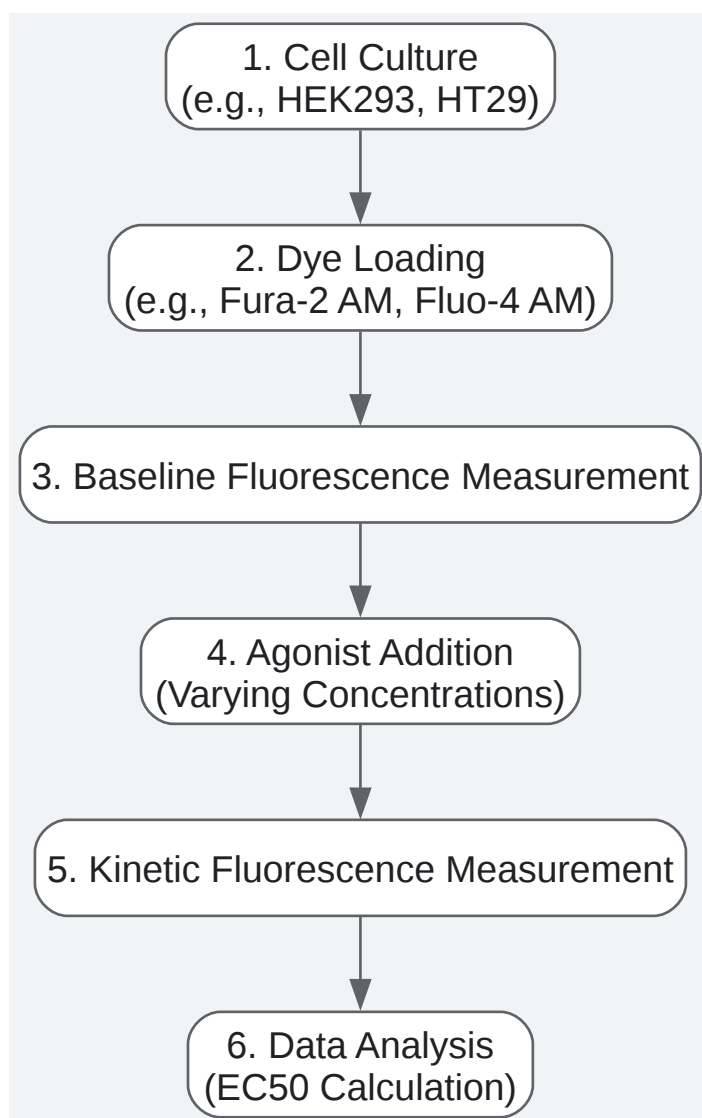 1. Cell Culture
(e.g., HEK293, HT29)
2. Dye Loading
(e.g., Fura-2 AM, Fluo-4 AM)
3. Baseline Fluorescence Measurement
4. Agonist Addition
(Varying Concentrations)
5. Kinetic Fluorescence Measurement
6. Data Analysis
(EC50 Calculation)